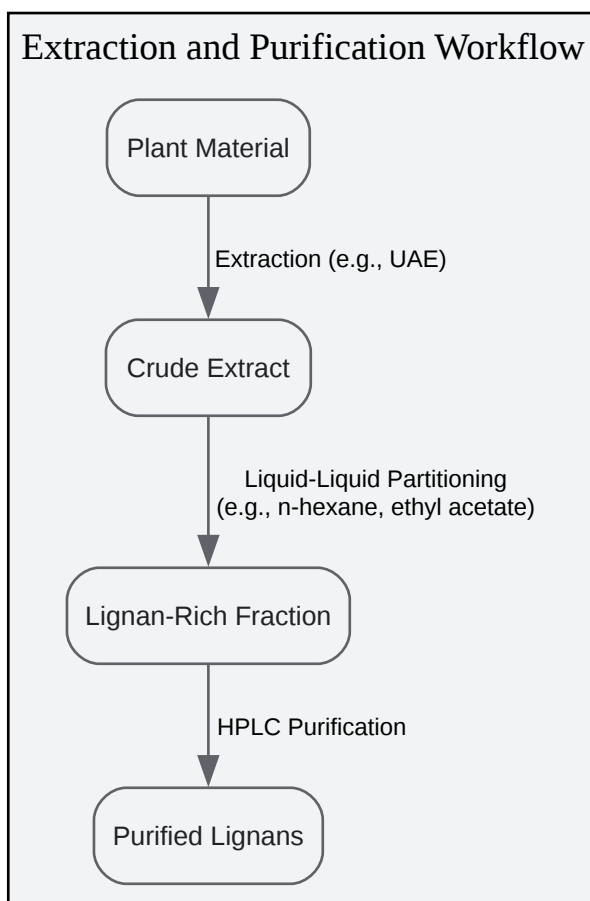 Extraction and Purification Workflow
Plant Material
Extraction (e.g., UAE)
Crude Extract
Liquid-Liquid Partitioning
(e.g., n-hexane, ethyl acetate)
Lignan-Rich Fraction
HPLC Purification
Purified Lignans